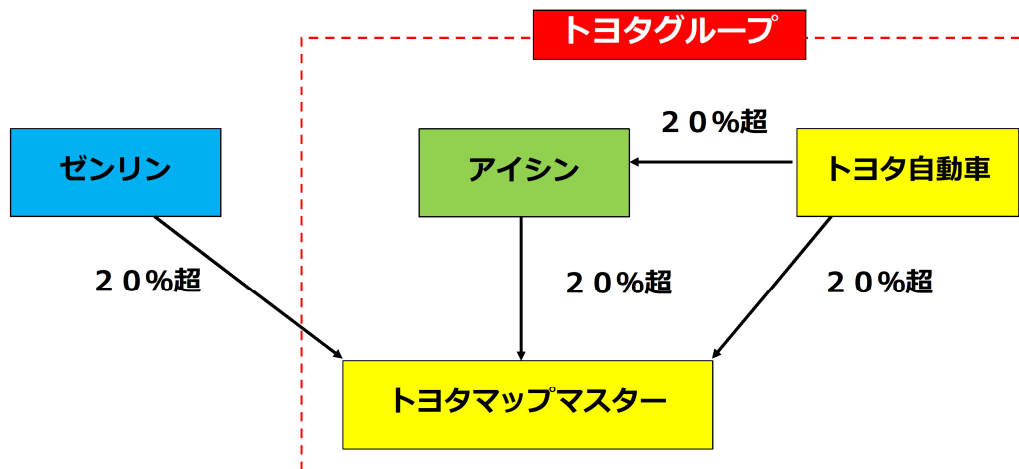 トヨタグループ
２０%超
ゼンリン
アイシン
トヨタ自動車
２０%超
２０%超
２０%超
トヨタマップマスター